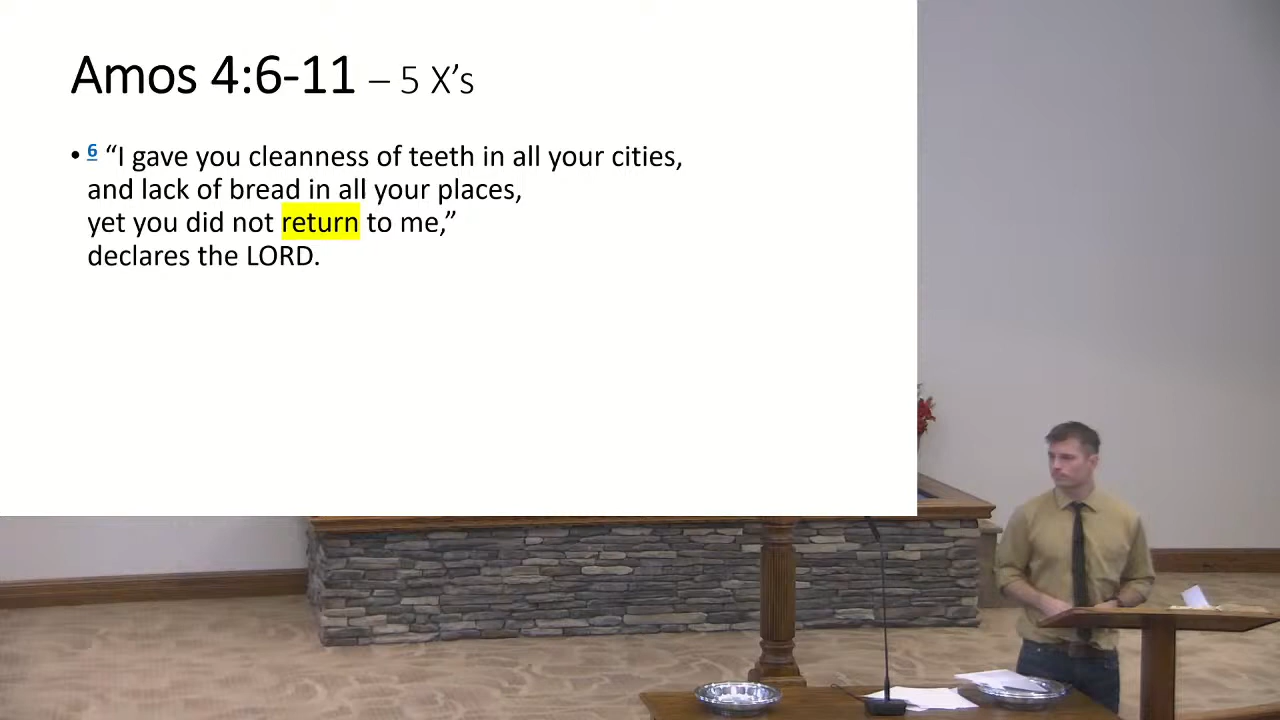 Amos 4:6-11 – 5 X’s
• 6 “I gave you cleanness of teeth in all your cities,
and lack of bread in all your places,
yet you did not return to me,”
declares the LORD.